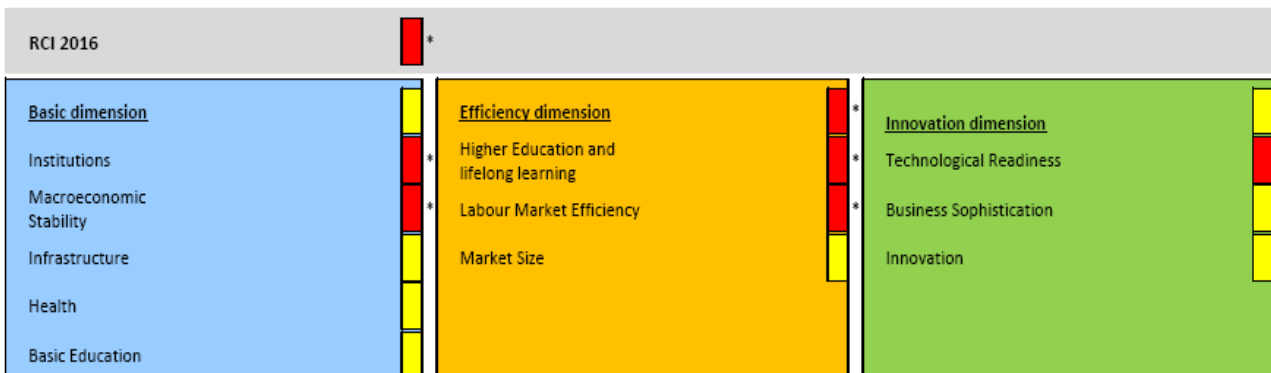 RCI 2016 *
Basic dimension
Institutions *
Macroeconomic
Stability *
Infrastructure
Health
Basic Education
Efficiency dimension *
Higher Education and
lifelong learning *
Labour Market Efficiency *
Market Size
Innovation dimension
Technological Readiness
Business Sophistication
Innovation